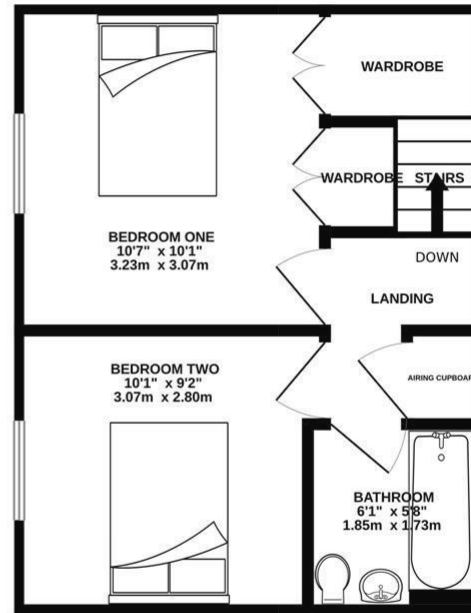 WARDROBE
WARDROBE STAIRS
BEDROOM ONE
10'7" x 10'1"
3.23m x 3.07m
DOWN
LANDING
BEDROOM TWO
10'1" x 9'2"
3.07m x 2.80m
AIRING CUPBOAR
BATHROOM
6'1" x 5'8"
1.85m x 1.73m